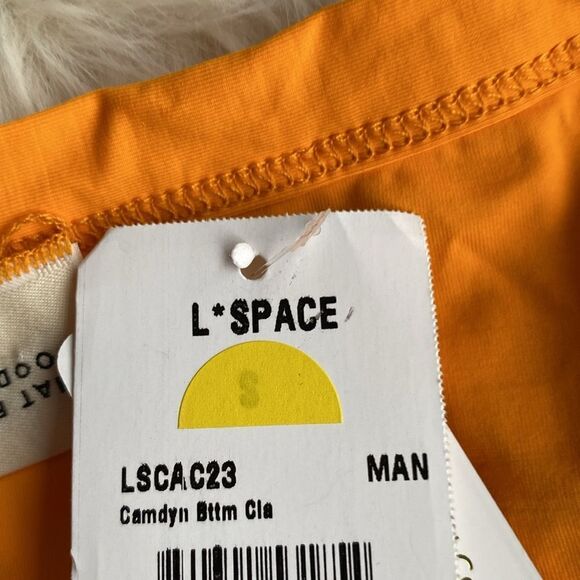 L*SPACE
S
LSCAC23 MAN
Camdyn Bttm Cla